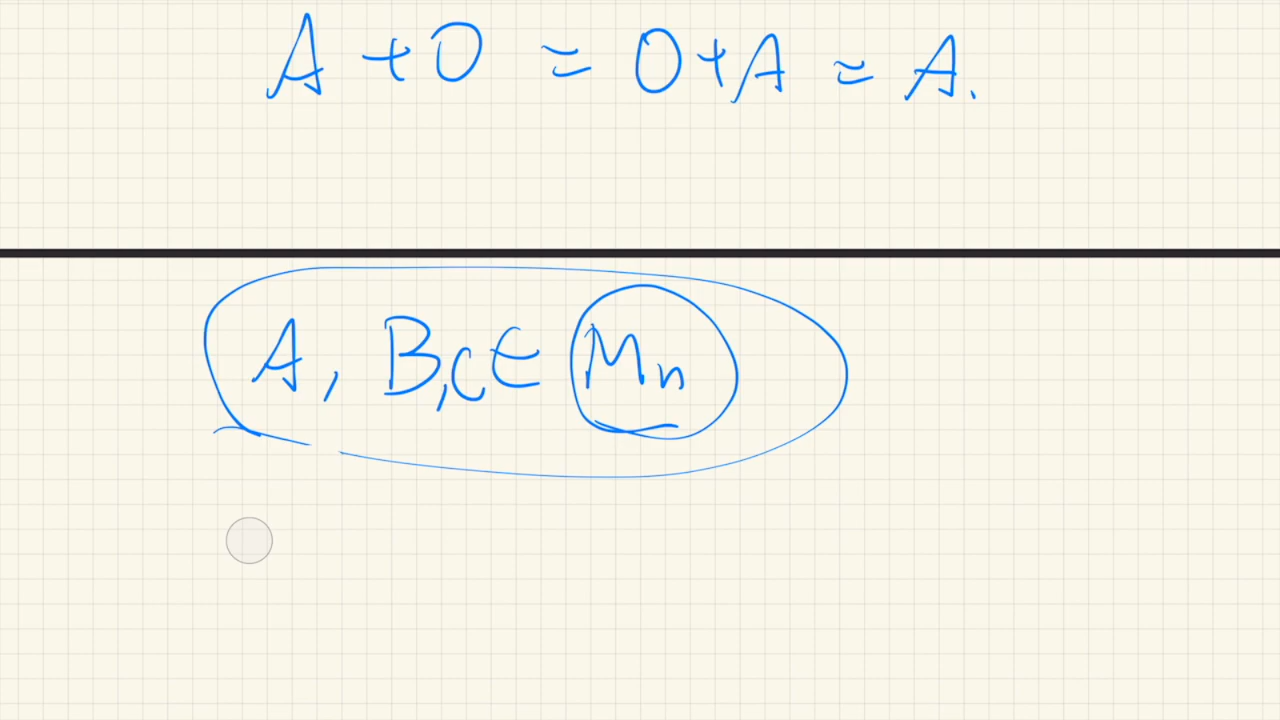 A + O = O + A = A.
A, B, C ∈ Mn